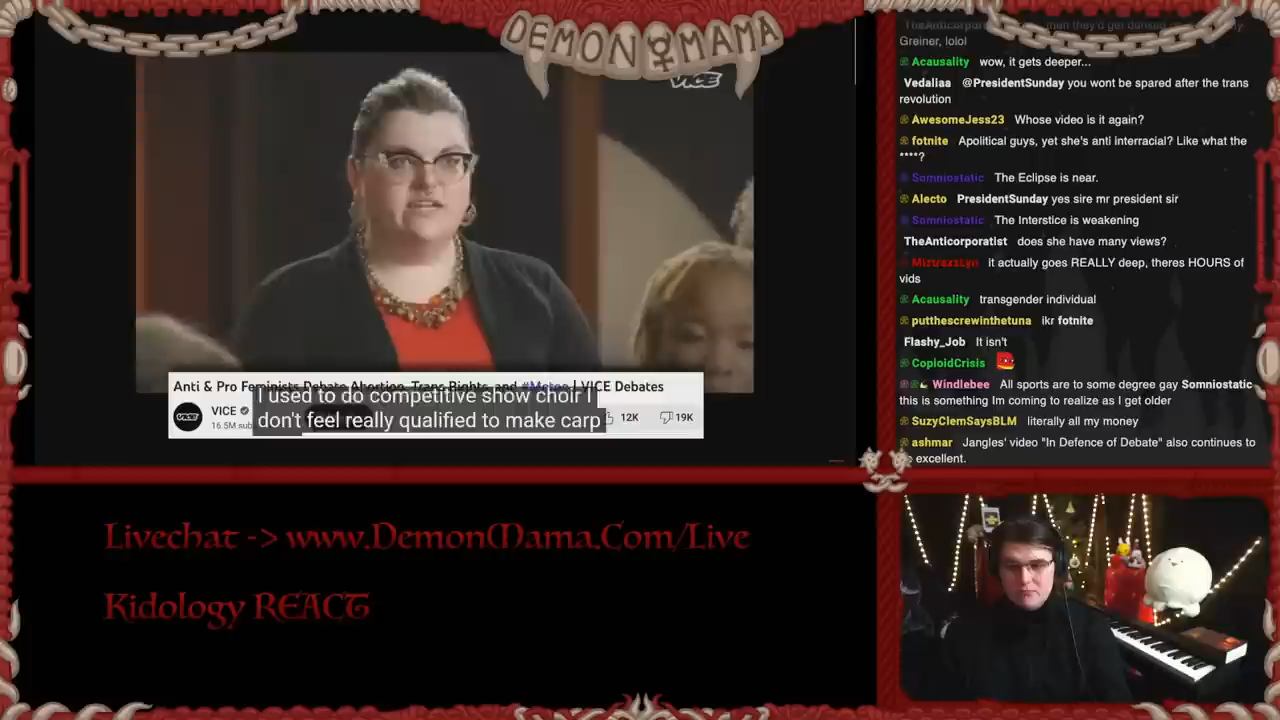 DEMON MAMA
VICE
Anti & Pro Feminists Debate Abortion, Trans Rights, and #Metoo | VICE Debates
VICE
16.5M sub
I used to do competitive show choir I
don't feel really qualified to make carp
12K
19K
Livechat -> www.DemonMama.Com/Live
Kidology REACT
Greiner, lolol
Acausality wow, it gets deeper...
Vedaliaa @PresidentSunday you wont be spared after the trans
revolution
AwesomeJess23 Whose video is it again?
fotnite Apolitical guys, yet she's anti interracial? Like what the
****?
Somniostatic The Eclipse is near.
Alecto PresidentSunday yes sire mr president sir
Somniostatic The Interstice is weakening
TheAnticorporatist does she have many views?
it actually goes REALLY deep, theres HOURS of
vids
Acausality transgender individual
putthescrewinthetuna ikr fotnite
Flashy_Job It isn't
CopioidCrisis
Windlebee All sports are to some degree gay Somniostatic
this is something Im coming to realize as I get older
SuzyClemSaysBLM literally all my money
ashmar Jangles' video "In Defence of Debate" also continues to
excellent.